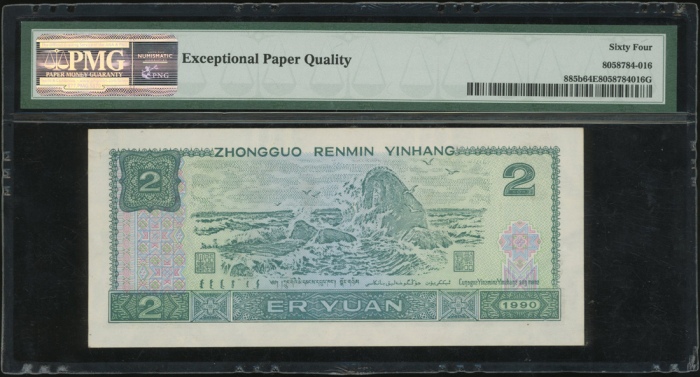 PMG
PAPER MONEY GUARANTY
NUMISMATIC
PNG
Exceptional Paper Quality
Sixty Four
8058784-016
885b64E8058784016G
ZHONGGUO RENMIN YINHANG
2
2
2
ER YUAN
1990